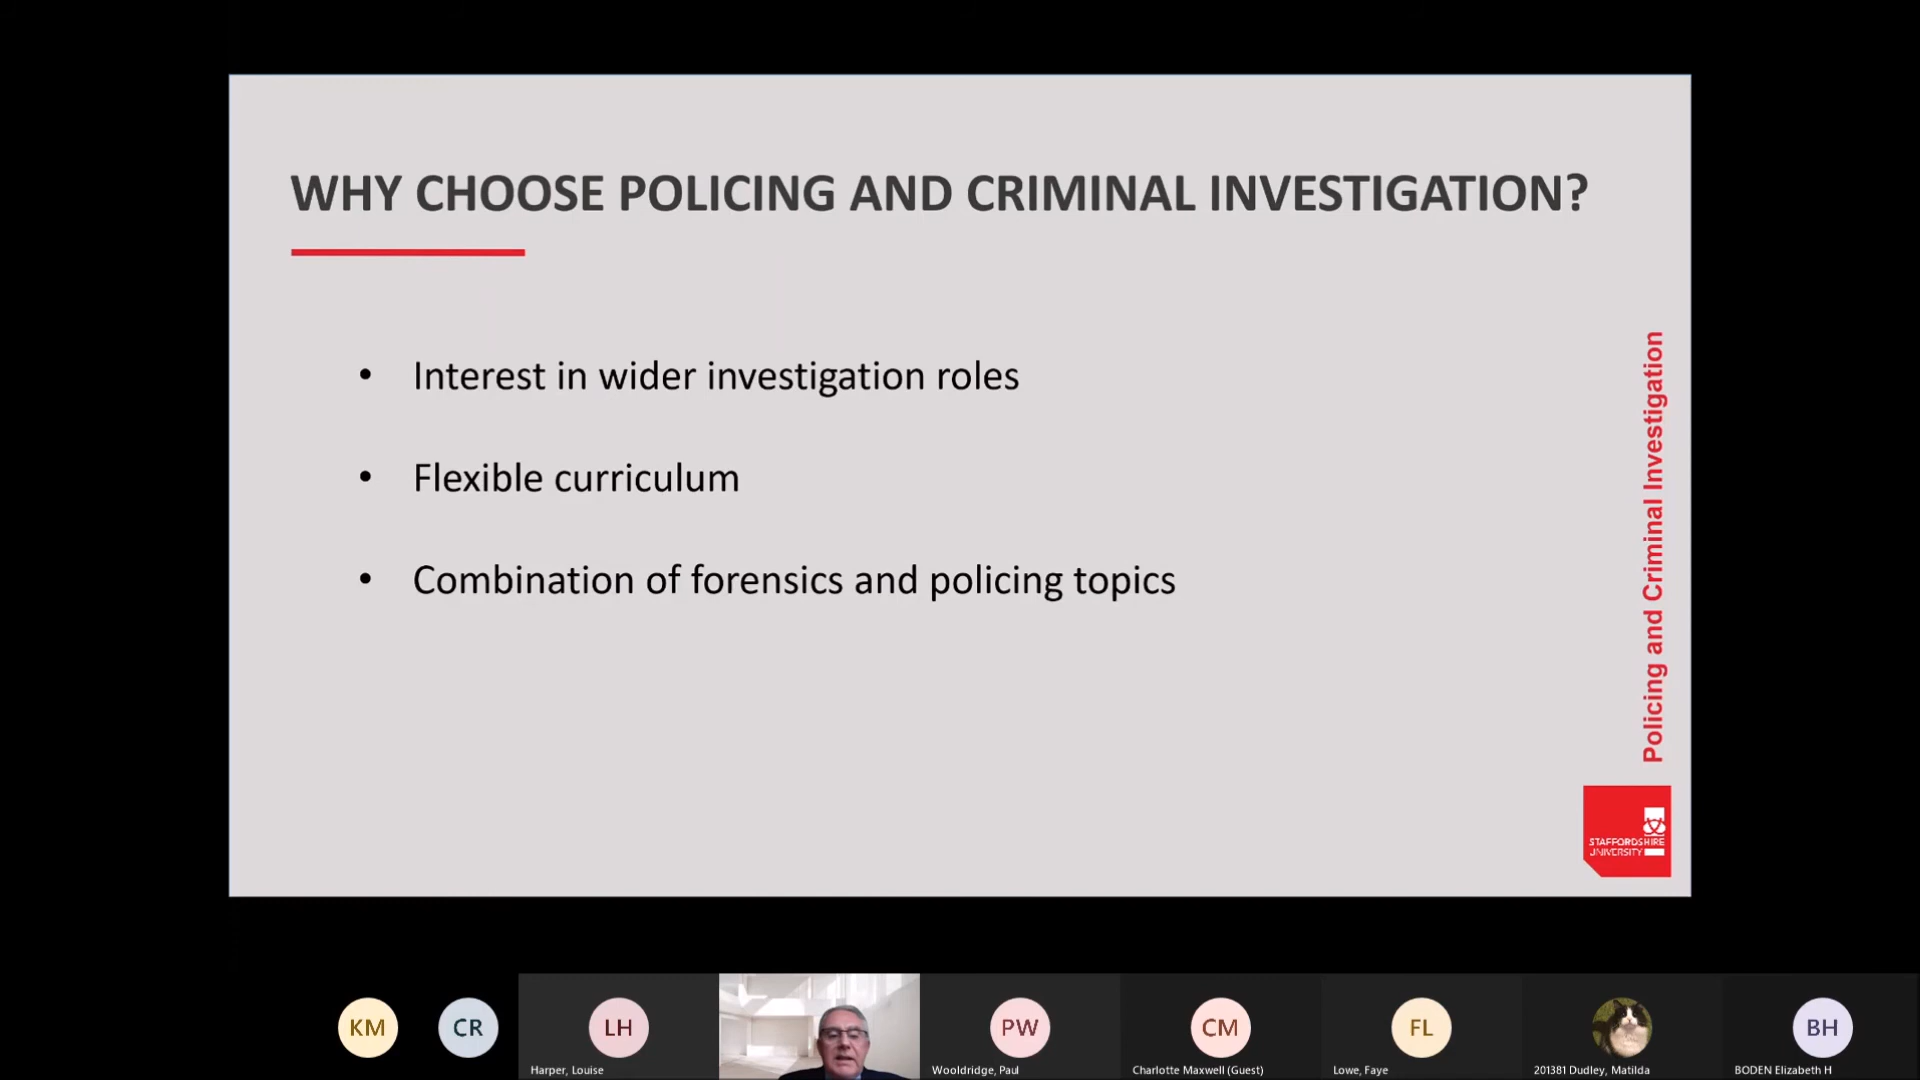 WHY CHOOSE POLICING AND CRIMINAL INVESTIGATION?
• Interest in wider investigation roles
• Flexible curriculum
• Combination of forensics and policing topics
Policing and Criminal Investigation
STAFFORDSHIRE
UNIVERSITY
KM
CR
LH
PW
CM
FL
BH
Harper, Louise
Wooldridge, Paul
Charlotte Maxwell (Guest)
Lowe, Faye
201381 Dudley, Matilda
BODEN Elizabeth H